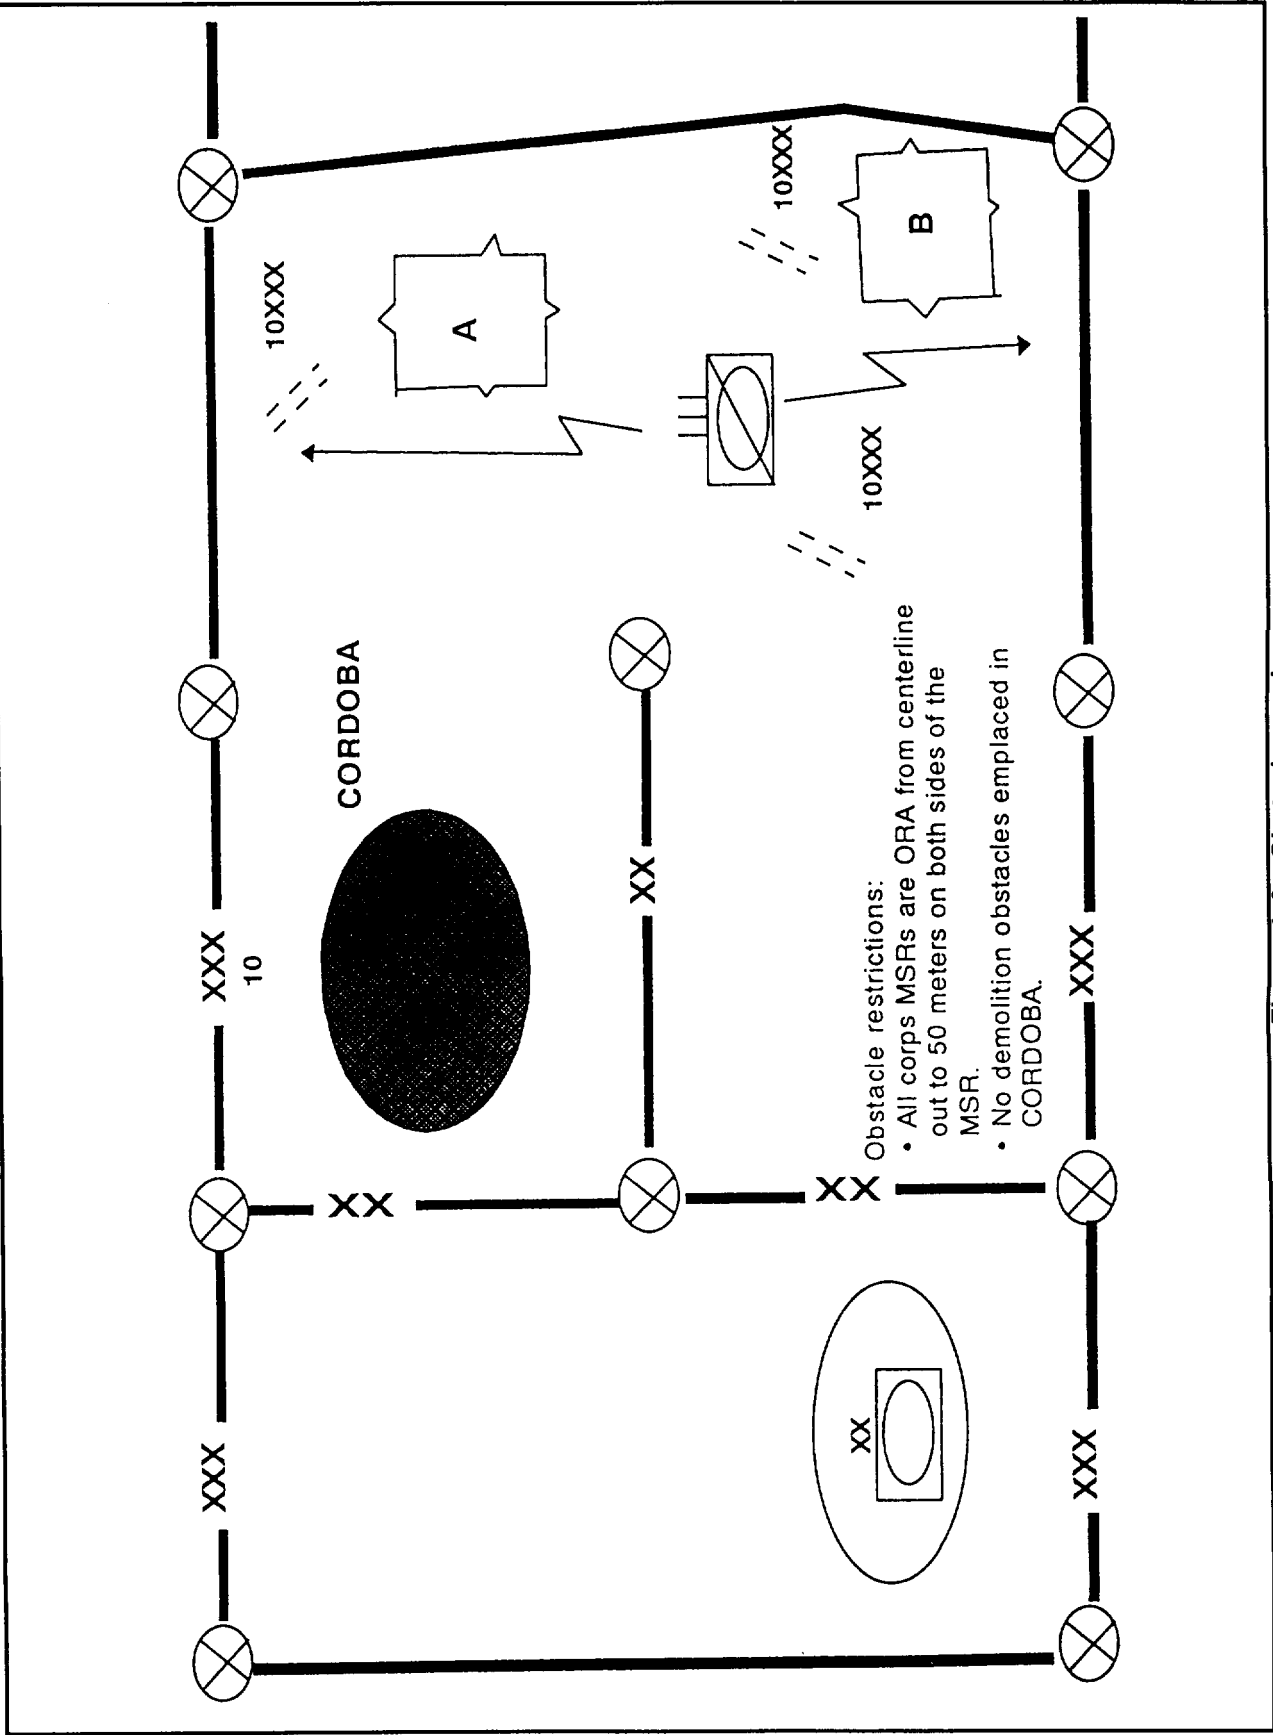 XXX
XXX
10
10XXX
XX
CORDOBA
A
XX
10XXX
XX
XX
10XXX
B
Obstacle restrictions:
• All corps MSRs are ORA from centerline
out to 50 meters on both sides of the
MSR.
• No demolition obstacles emplaced in
CORDOBA.
XXX
XXX